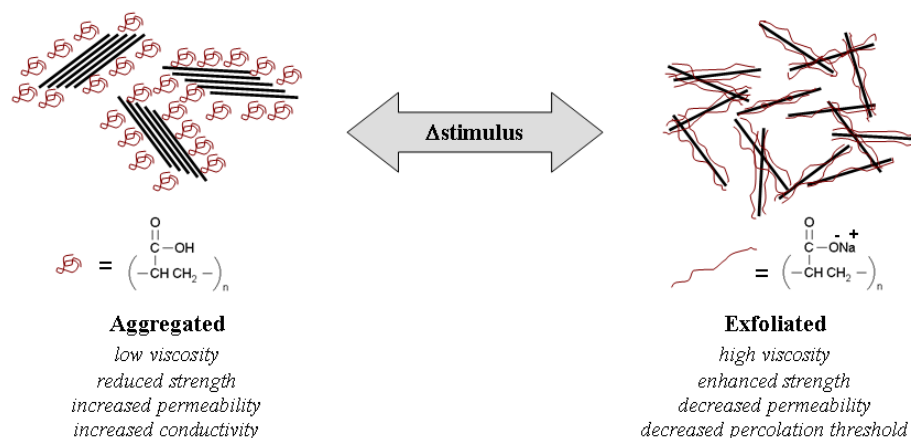 Δstimulus
O
C–OH
=
(–CH CH₂ –)n
Aggregated
low viscosity
reduced strength
increased permeability
increased conductivity
O
- +
C–ONa
=
(–CH CH₂ –)n
Exfoliated
high viscosity
enhanced strength
decreased permeability
decreased percolation threshold